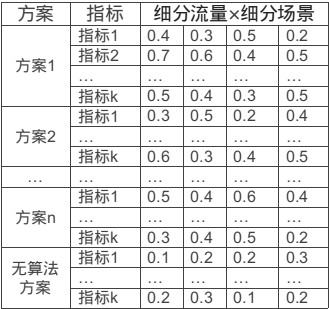 方案 指标 细分流量×细分场景
方案1 指标1 0.4 0.3 0.5 0.2
指标2 0.7 0.6 0.4 0.5
… … … … …
指标k 0.5 0.4 0.3 0.5
方案2 指标1 0.3 0.5 0.2 0.4
… … … … …
指标k 0.6 0.3 0.4 0.5
… … … … … …
方案n 指标1 0.5 0.4 0.6 0.4
… … … … …
指标k 0.3 0.4 0.5 0.2
无算法方案 指标1 0.1 0.2 0.2 0.3
… … … … …
指标k 0.2 0.3 0.1 0.2